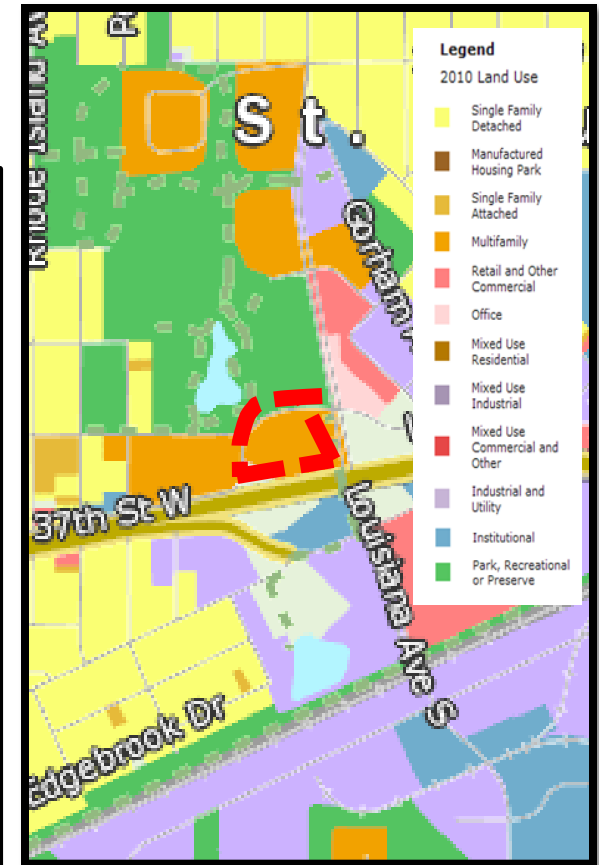 Rhode Island Av
St.
Gorham A
37th St W
Louisiana Ave S
Edgebrook Dr
Legend
2010 Land Use
Single Family
Detached
Manufactured
Housing Park
Single Family
Attached
Multifamily
Retail and Other
Commercial
Office
Mixed Use
Residential
Mixed Use
Industrial
Mixed Use
Commercial and
Other
Industrial and
Utility
Institutional
Park, Recreational
or Preserve